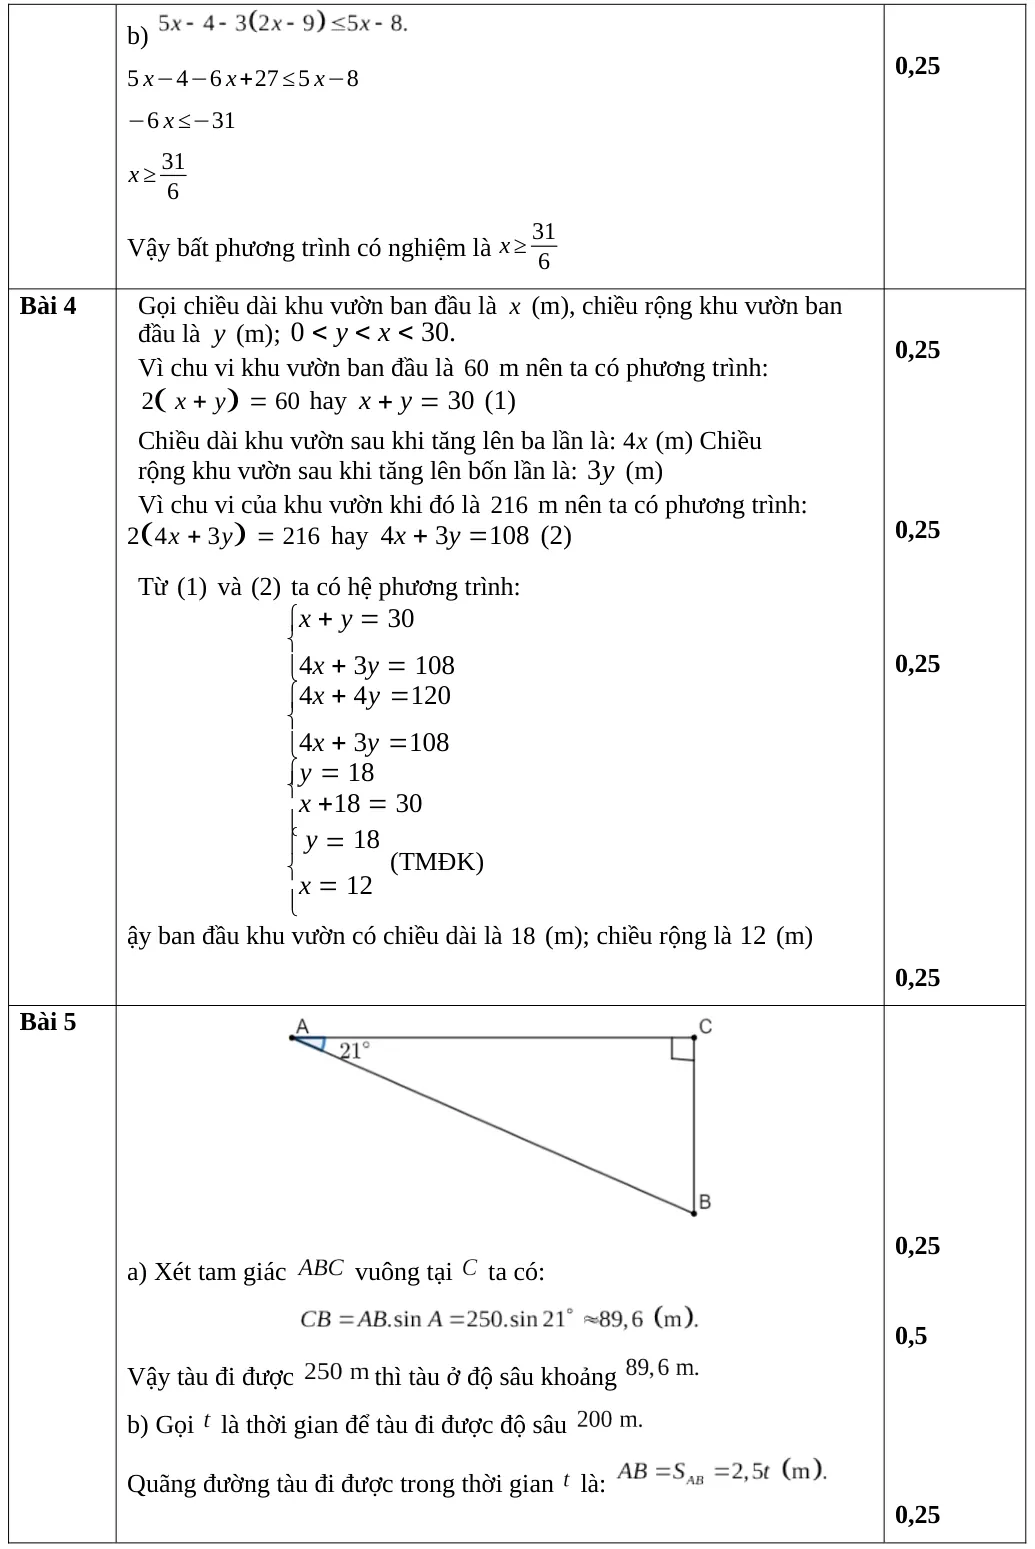 b) 5x - 4 - 3(2x - 9) ≤5x - 8.
0,25
5x−4−6x+27≤5x−8
−6x≤−31
x≥31/6
Vậy bất phương trình có nghiệm là x≥31/6
Bài 4
Gọi chiều dài khu vườn ban đầu là x (m), chiều rộng khu vườn ban
đầu là y (m); 0 < y < x < 30.
0,25
Vì chu vi khu vườn ban đầu là 60 m nên ta có phương trình:
2( x + y) = 60 hay x + y = 30 (1)
Chiều dài khu vườn sau khi tăng lên ba lần là: 4x (m) Chiều
rộng khu vườn sau khi tăng lên bốn lần là: 3y (m)
Vì chu vi của khu vườn khi đó là 216 m nên ta có phương trình:
2(4x + 3y) = 216 hay 4x + 3y =108 (2)
0,25
Từ (1) và (2) ta có hệ phương trình:
x + y = 30
4x + 3y = 108
0,25
4x + 4y =120
4x + 3y =108
y = 18
x +18 = 30
y = 18
(TMĐK)
x = 12
ậy ban đầu khu vườn có chiều dài là 18 (m); chiều rộng là 12 (m)
0,25
Bài 5
A
C
21°
B
0,25
a) Xét tam giác ABC vuông tại C ta có:
CB =AB.sin A =250.sin 21° ≈89,6 (m).
0,5
Vậy tàu đi được 250 m thì tàu ở độ sâu khoảng 89,6 m.
b) Gọi t là thời gian để tàu đi được độ sâu 200 m.
Quãng đường tàu đi được trong thời gian t là: AB =S_AB =2,5t (m).
0,25